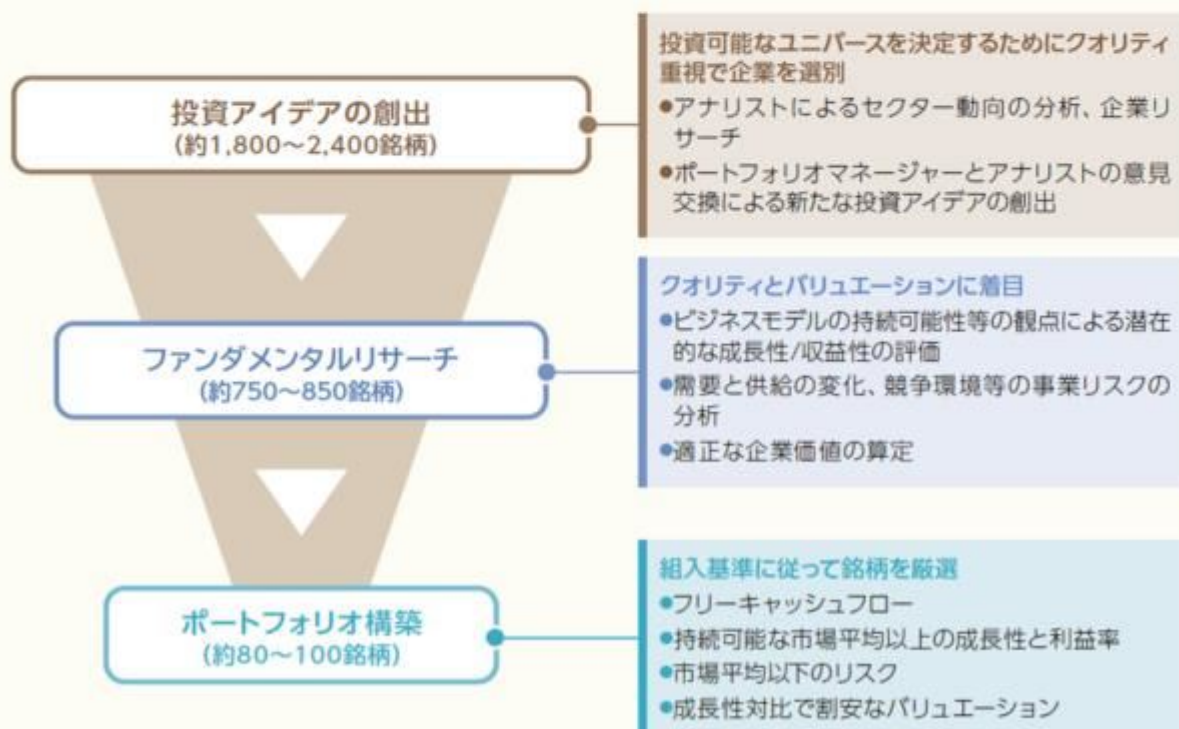 投資アイデアの創出
(約1,800～2,400銘柄)
投資可能なユニバースを決定するためにクオリティ
重視で企業を選別
●アナリストによるセクター動向の分析、企業リ
サーチ
●ポートフォリオマネージャーとアナリストの意見
交換による新たな投資アイデアの創出
ファンダメンタルリサーチ
(約750～850銘柄)
クオリティとバリュエーションに着目
●ビジネスモデルの持続可能性等の観点による潜在
的な成長性/収益性の評価
●需要と供給の変化、競争環境等の事業リスクの
分析
●適正な企業価値の算定
ポートフォリオ構築
(約80～100銘柄)
組入基準に従って銘柄を厳選
●フリーキャッシュフロー
●持続可能な市場平均以上の成長性と利益率
●市場平均以下のリスク
●成長性対比で割安なバリュエーション